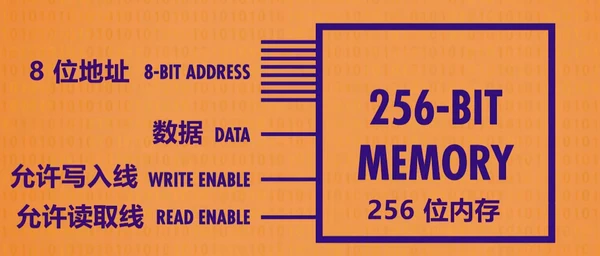 8 位地址 8-BIT ADDRESS
数据 DATA
允许写入线 WRITE ENABLE
允许读取线 READ ENABLE
256-BIT
MEMORY
256 位内存